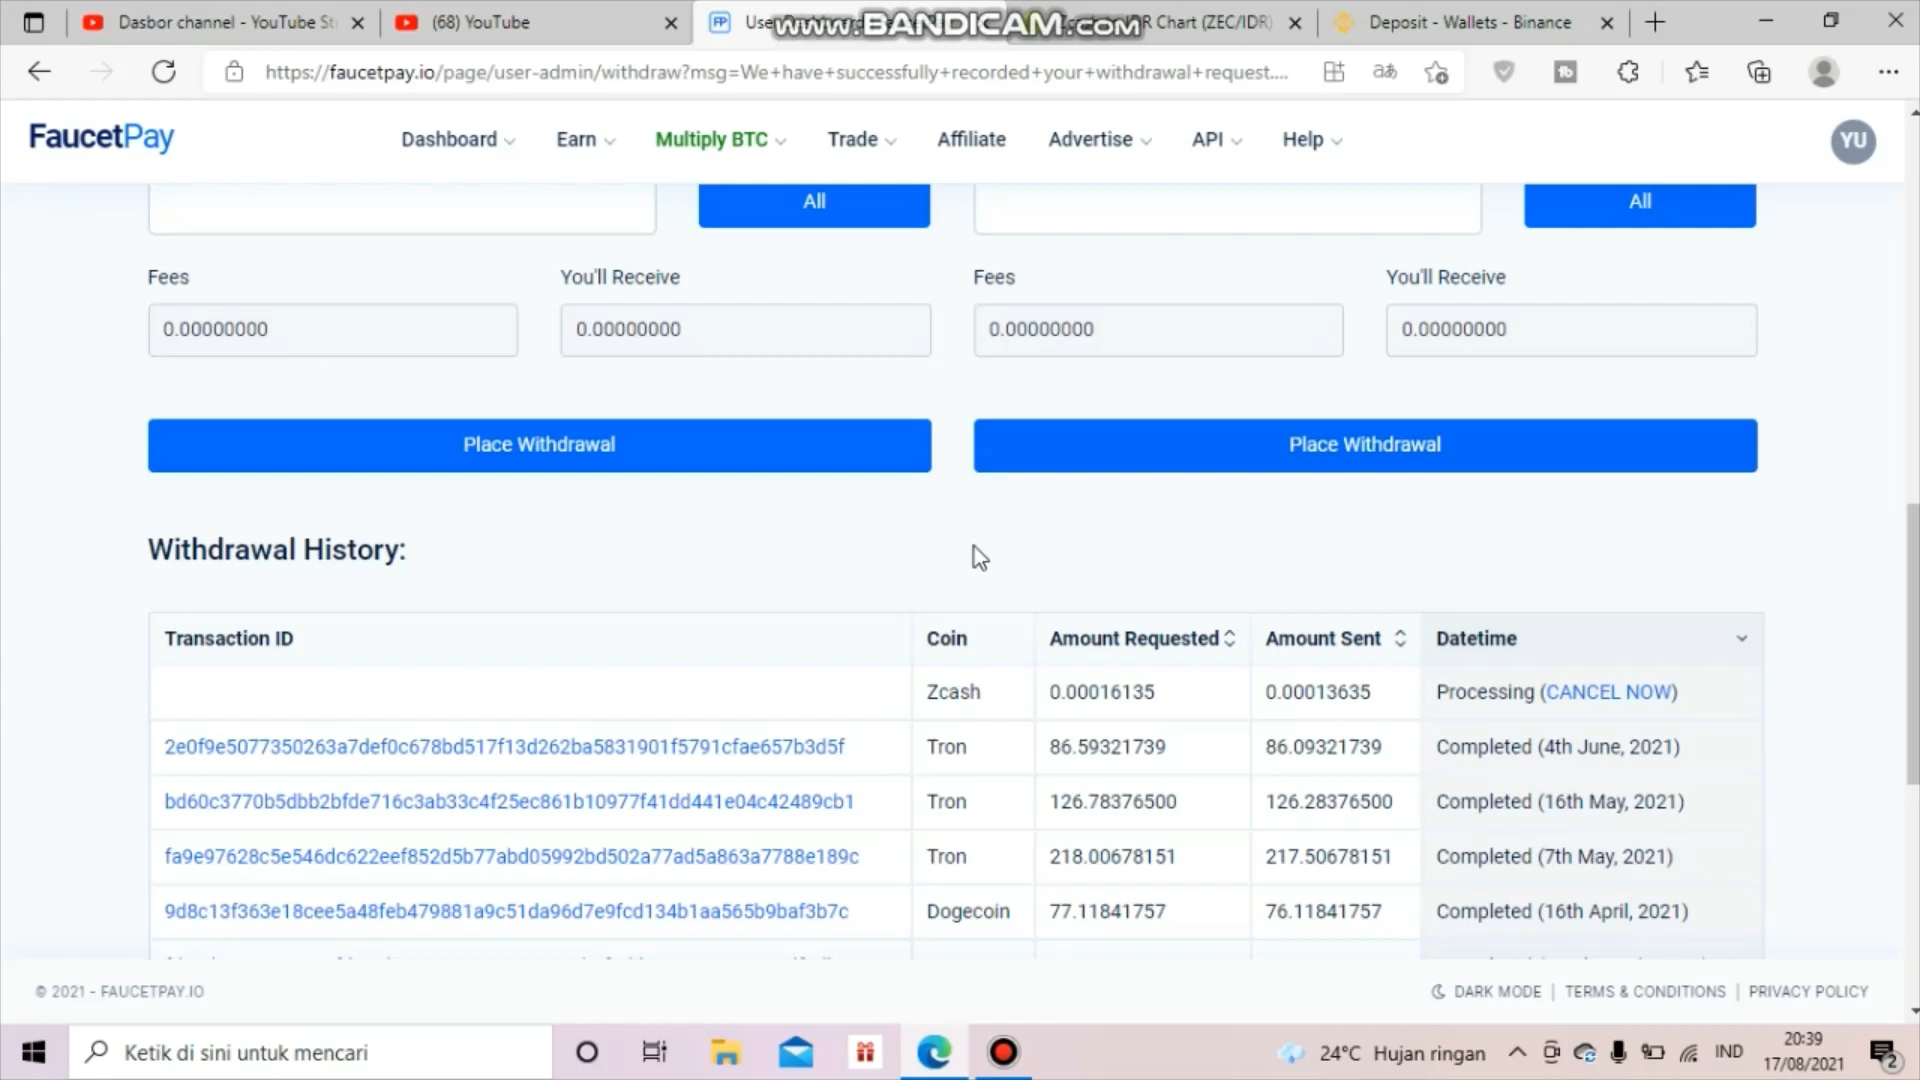 Dasbor channel - YouTube St
(68) YouTube
www.BANDICAM.com
IDR Chart (ZEC/IDR)
Deposit - Wallets - Binance
https://faucetpay.io/page/user-admin/withdraw?msg=We+have+successfully+recorded+your+withdrawal+request....
FaucetPay
Dashboard
Earn
Multiply BTC
Trade
Affiliate
Advertise
API
Help
YU
All
All
Fees
You'll Receive
Fees
You'll Receive
0.00000000
0.00000000
0.00000000
0.00000000
Place Withdrawal
Place Withdrawal
Withdrawal History:
Transaction ID Coin Amount Requested Amount Sent Datetime
Zcash 0.00016135 0.00013635 Processing (CANCEL NOW)
2e0f9e5077350263a7def0c678bd517f13d262ba5831901f5791cfae657b3d5f Tron 86.59321739 86.09321739 Completed (4th June, 2021)
bd60c3770b5dbb2bfde716c3ab33c4f25ec861b10977f41dd441e04c42489cb1 Tron 126.78376500 126.28376500 Completed (16th May, 2021)
fa9e97628c5e546dc622eef852d5b77abd05992bd502a77ad5a863a7788e189c Tron 218.00678151 217.50678151 Completed (7th May, 2021)
9d8c13f363e18cee5a48feb479881a9c51da96d7e9fcd134b1aa565b9baf3b7c Dogecoin 77.11841757 76.11841757 Completed (16th April, 2021)
© 2021 - FAUCETPAY.IO
DARK MODE | TERMS & CONDITIONS | PRIVACY POLICY
Ketik di sini untuk mencari
24°C Hujan ringan
IND
20:39
17/08/2021
2